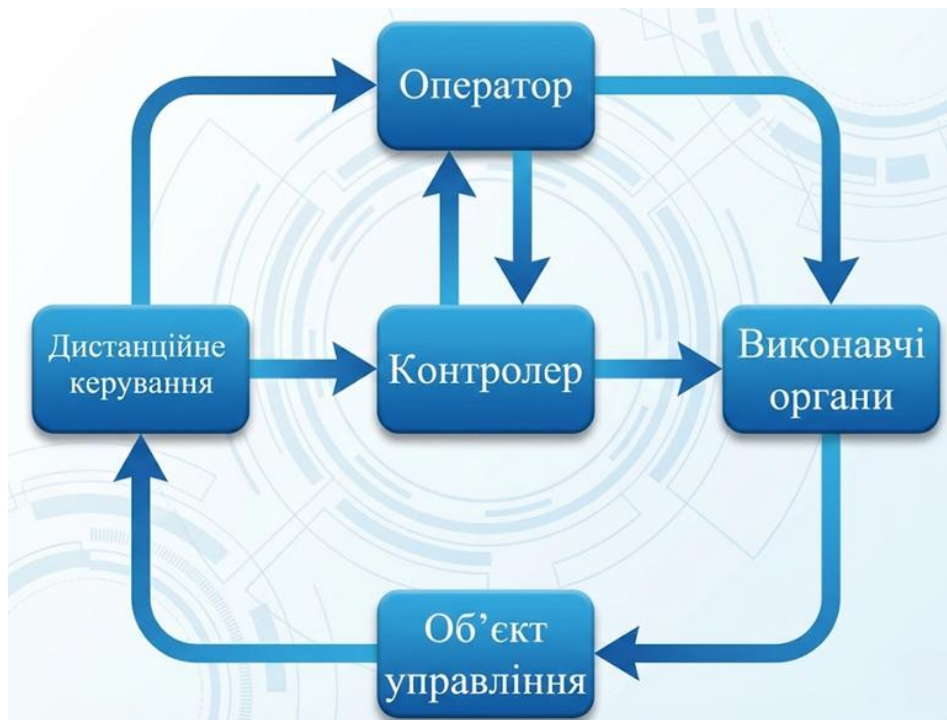 Оператор
Дистанційне
керування
Контролер
Виконавчі
органи
Об’єкт
управління